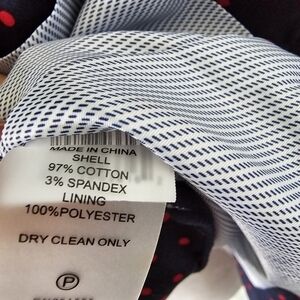 MADE IN CHINA
SHELL
97% COTTON
3% SPANDEX
LINING
100%POLYESTER
DRY CLEAN ONLY
P